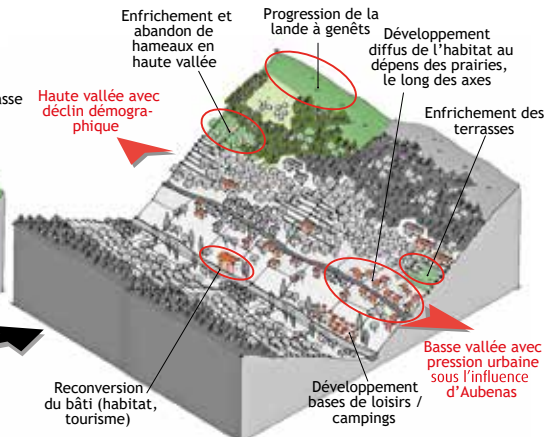 Enfrichement et
abandon de
hameaux en
haute vallée
Progression de la
lande à genêts
Développement
diffus de l'habitat au
dépens des prairies,
le long des axes
Haute vallée avec
déclin démogra-
phique
Enfrichement des
terrasses
Basse vallée avec
pression urbaine
sous l'influence
d'Aubenas
Reconversion
du bâti (habitat,
tourisme)
Développement
bases de loisirs /
campings